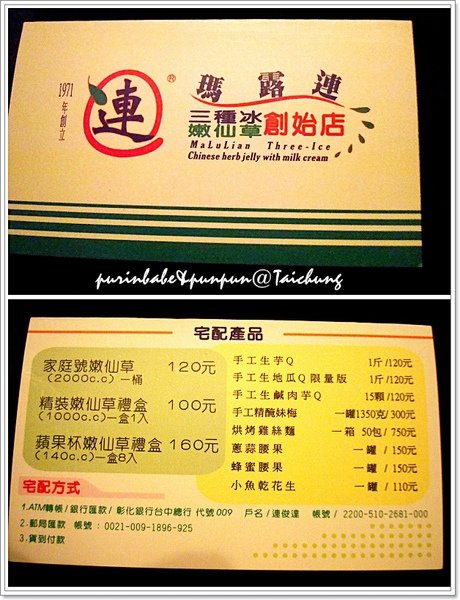 1971年創立
連
®
瑪露連
三種冰
嫩仙草創始店
MaLuLian Three-Ice
Chinese herb jelly with milk cream
purinbabe&punpun@Taichung
宅配產品
家庭號嫩仙草 120元
(2000c.c)一桶
精裝嫩仙草禮盒 100元
(1000c.c)一盒1入
蘋果杯嫩仙草禮盒 160元
(140c.c)一盒8入
手工生芋Q 1斤/120元
手工生地瓜Q 限量版 1斤/120元
手工生鹹肉芋Q 15顆/120元
手工精醃妹梅 一罐1350克/300元
烘烤雞絲麵 一箱 50包/750元
蔥蒜腰果 一罐/150元
蜂蜜腰果 一罐/150元
小魚乾花生 一罐/110元
宅配方式
1.ATM轉帳/銀行匯款/彰化銀行台中總行 代號009 戶名/連俊達 帳號/2200-510-2681-000
2.郵局匯款 帳號:0021-009-1896-925
3.貨到付款